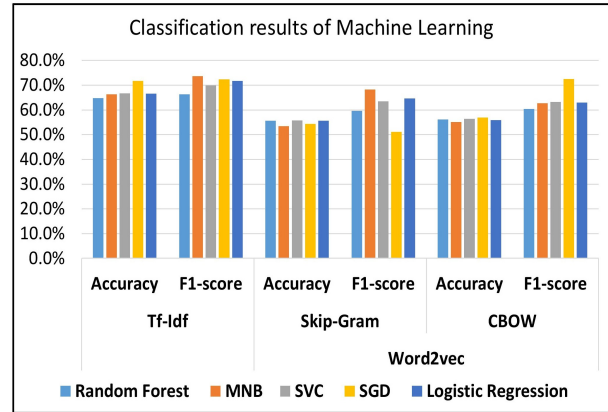 Classification results of Machine Learning
80.0%
70.0%
60.0%
50.0%
40.0%
30.0%
20.0%
10.0%
0.0%
Accuracy F1-score Accuracy F1-score Accuracy F1-score
Tf-Idf Skip-Gram CBOW
Word2vec
Random Forest MNB SVC SGD Logistic Regression